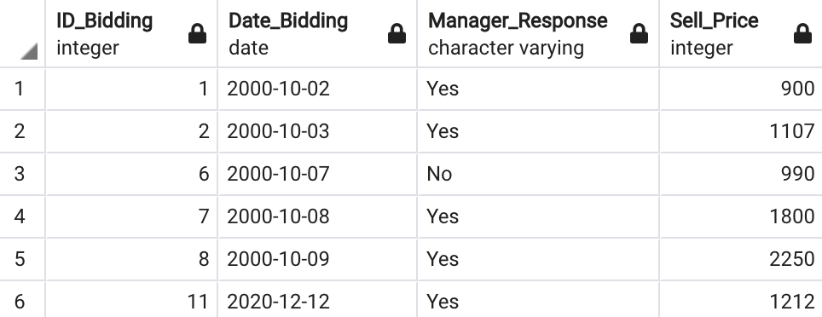 ID_Bidding Date_Bidding Manager_Response Sell_Price
integer date character varying integer
1 1 2000-10-02 Yes 900
2 2 2000-10-03 Yes 1107
3 6 2000-10-07 No 990
4 7 2000-10-08 Yes 1800
5 8 2000-10-09 Yes 2250
6 11 2020-12-12 Yes 1212